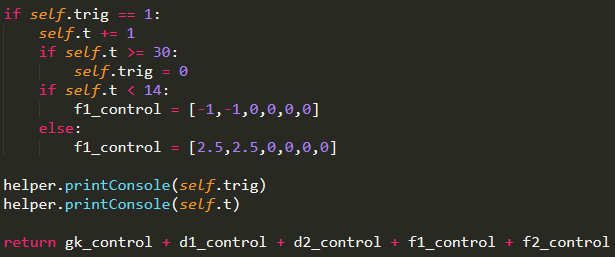 if self.trig == 1:
    self.t += 1
    if self.t >= 30:
        self.trig = 0
    if self.t < 14:
        f1_control = [-1,-1,0,0,0,0]
    else:
        f1_control = [2.5,2.5,0,0,0,0]

helper.printConsole(self.trig)
helper.printConsole(self.t)

return gk_control + d1_control + d2_control + f1_control + f2_control